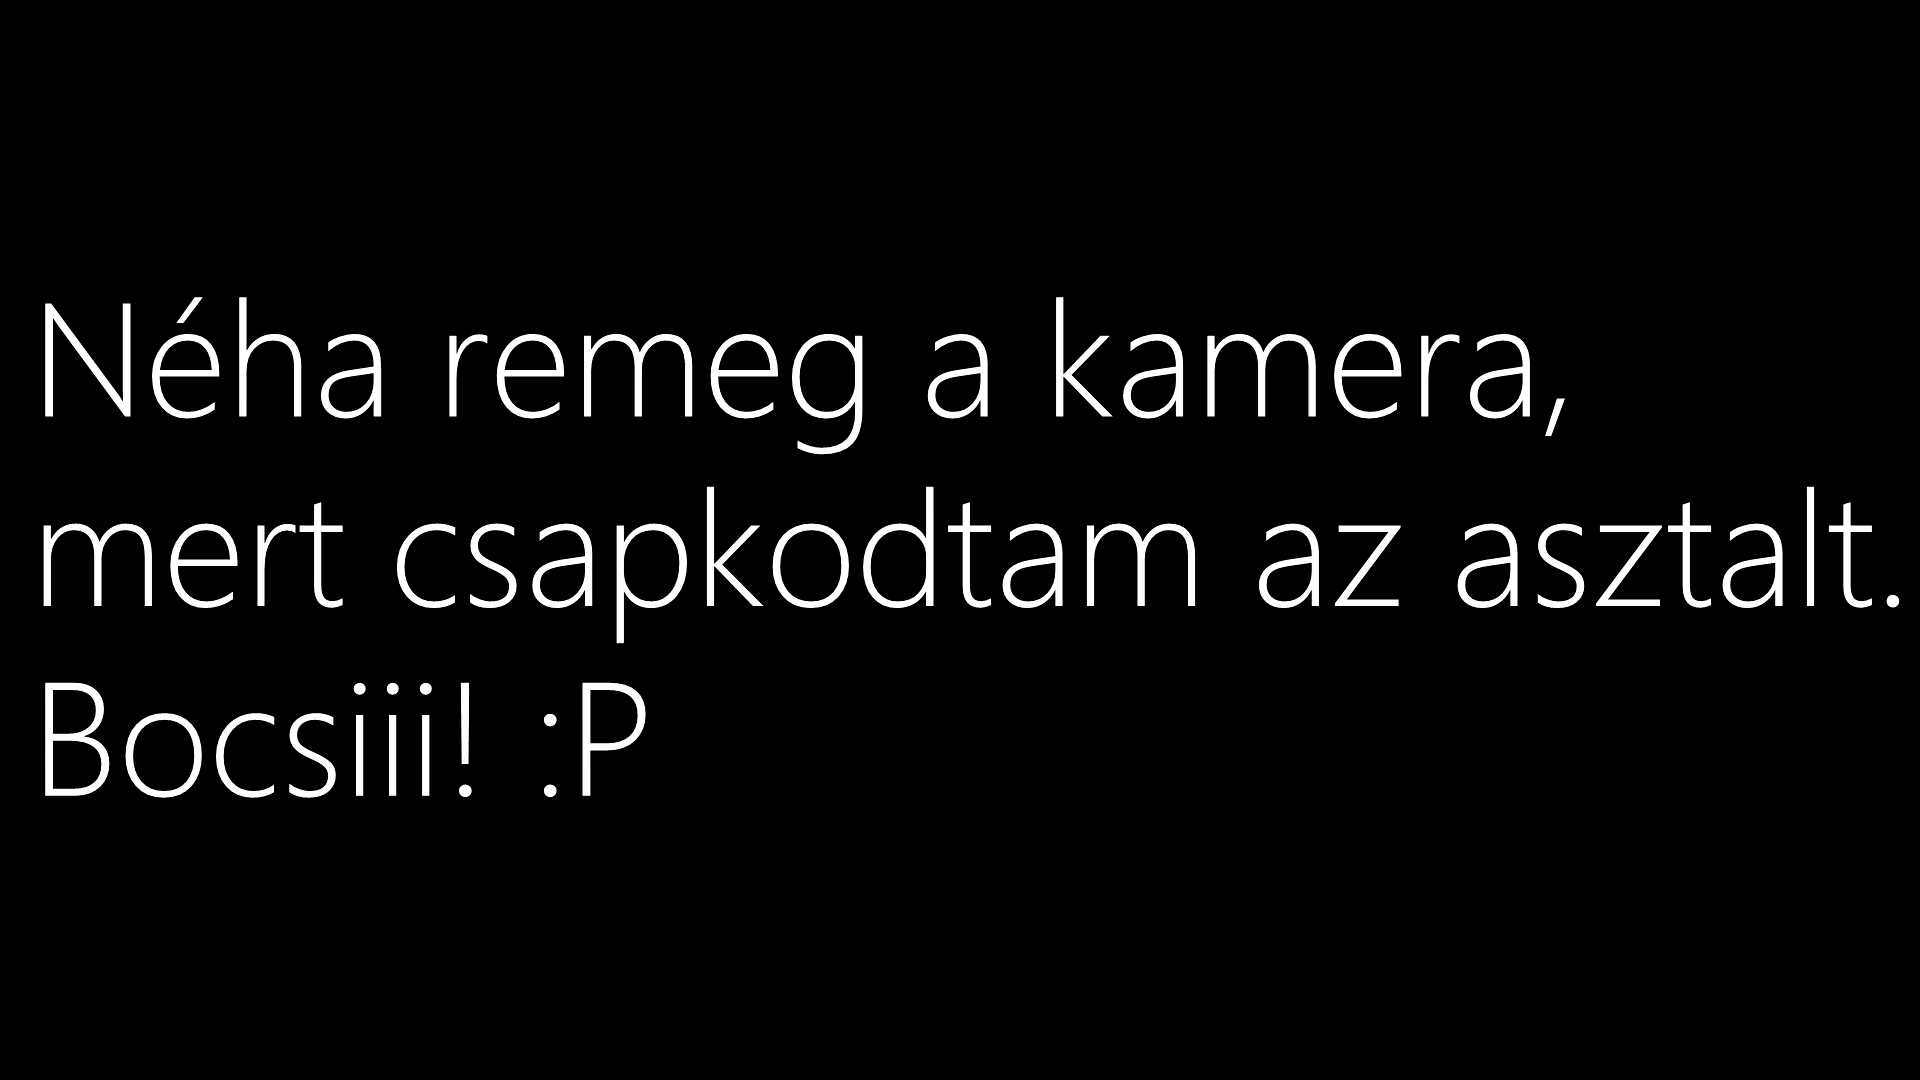 Néha remeg a kamera,
mert csapkodtam az asztalt.
Bocsiii! :P